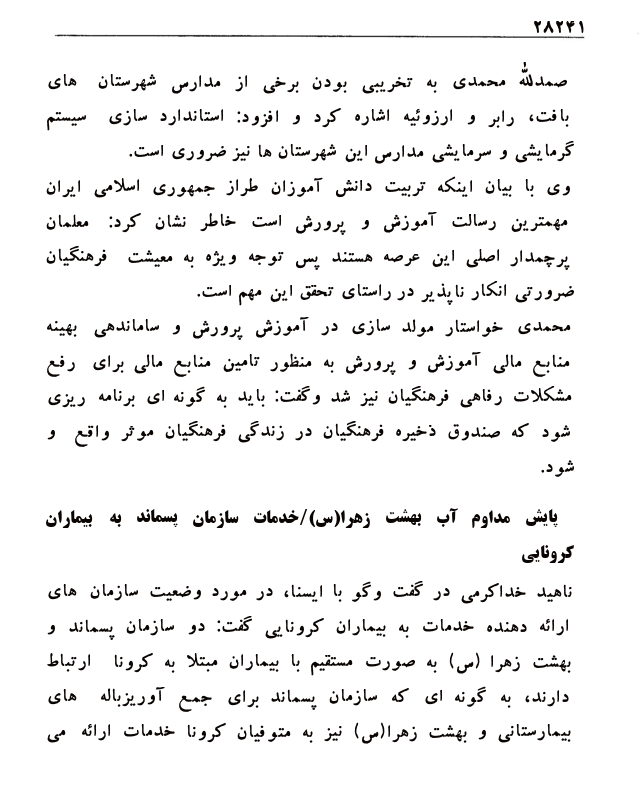 ۲۸۲۴۱
صمدلله محمدی به تخریبی بودن برخی از مدارس شهرستان های
بافت، رابر و ارزوئیه اشاره کرد و افزود: استاندارد سازی سیستم
گرمایشی و سرمایشی مدارس این شهرستان ها نیز ضروری است.
وی با بیان اینکه تربیت دانش آموزان طراز جمهوری اسلامی ایران
مهمترین رسالت آموزش و پرورش است خاطر نشان کرد: معلمان
پرچمدار اصلی این عرصه هستند پس توجه ویژه به معیشت فرهنگیان
ضرورتی انکار ناپذیر در راستای تحقق این مهم است.
محمدی خواستار مولد سازی در آموزش پرورش و ساماندهی بهینه
منابع مالی آموزش و پرورش به منظور تامین منابع مالی برای رفع
مشکلات رفاهی فرهنگیان نیز شد وگفت: باید به گونه ای برنامه ریزی
شود که صندوق ذخیره فرهنگیان در زندگی فرهنگیان موثر واقع و
شود.
پایش مداوم آب بهشت زهرا(س)/خدمات سازمان پسماند به بیماران
کرونایی
ناهید خداکرمی در گفت وگو با ایسنا، در مورد وضعیت سازمان های
ارائه دهنده خدمات به بیماران کرونایی گفت: دو سازمان پسماند و
بهشت زهرا (س) به صورت مستقیم با بیماران مبتلا به کرونا ارتباط
دارند، به گونه ای که سازمان پسماند برای جمع آوریزباله های
بیمارستانی و بهشت زهرا(س) نیز به متوفیان کرونا خدمات ارائه می